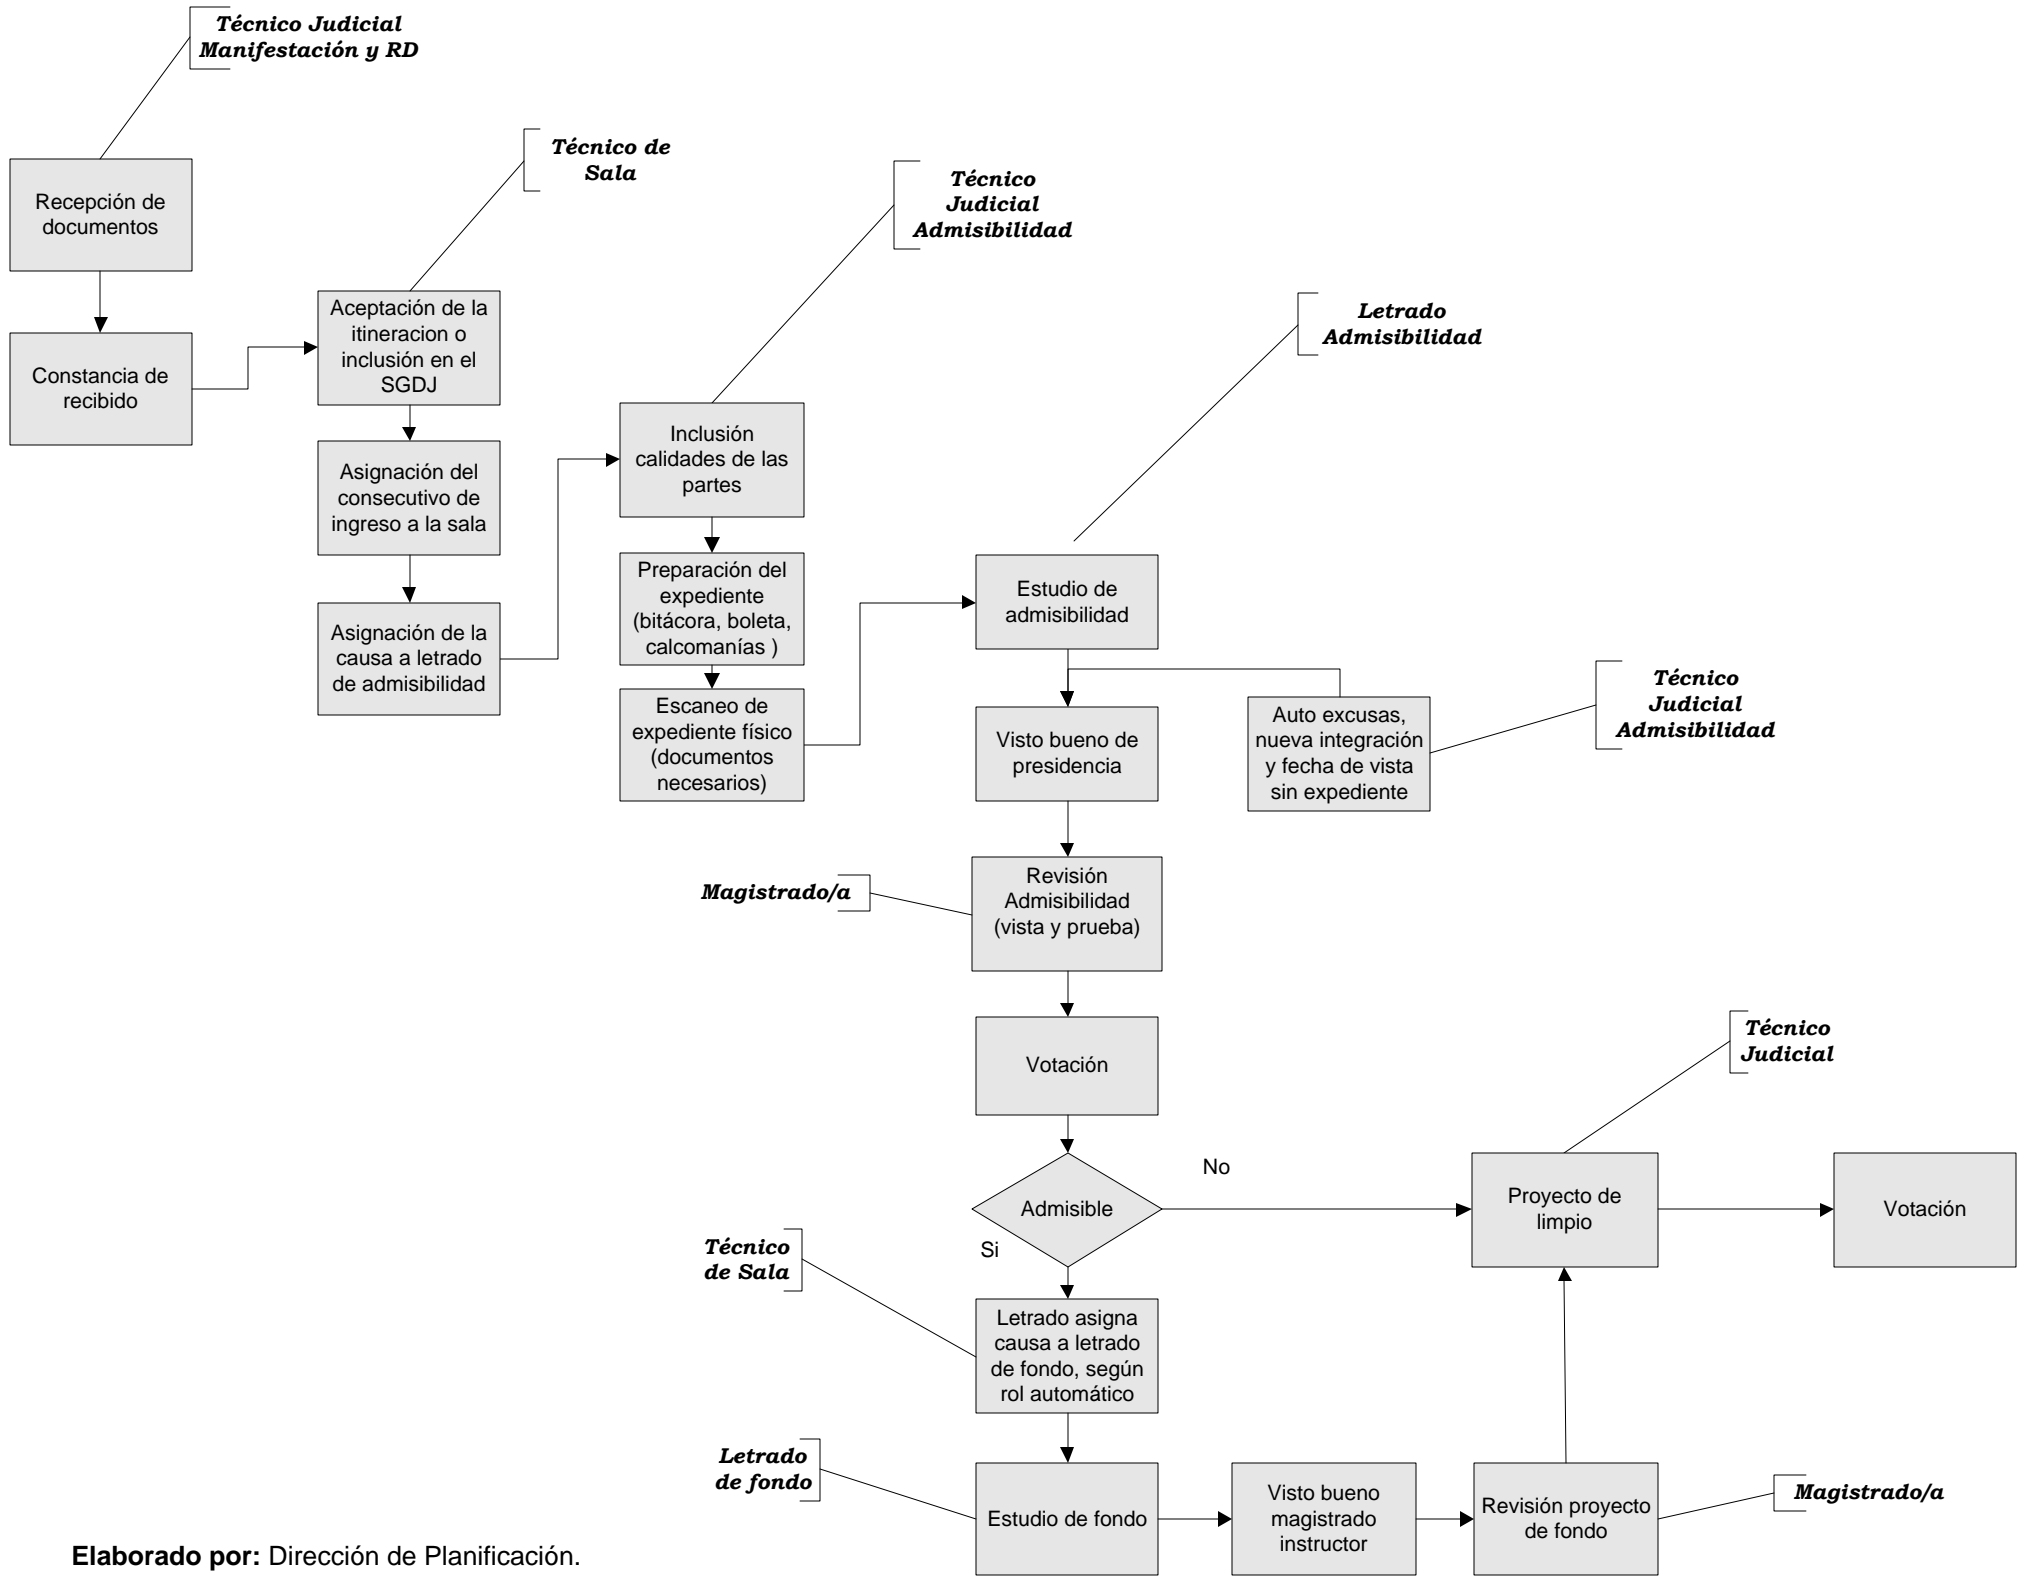 Técnico Judicial
Manifestación y RD
Recepción de
documentos
Constancia de
recibido
Técnico de
Sala
Aceptación de la
itineracion o
inclusión en el
SGDJ
Asignación del
consecutivo de
ingreso a la sala
Asignación de la
causa a letrado
de admisibilidad
Técnico
Judicial
Admisibilidad
Inclusión
calidades de las
partes
Preparación del
expediente
(bitácora, boleta,
calcomanías )
Escaneo de
expediente físico
(documentos
necesarios)
Letrado
Admisibilidad
Estudio de
admisibilidad
Visto bueno de
presidencia
Auto excusas,
nueva integración
y fecha de vista
sin expediente
Técnico
Judicial
Admisibilidad
Magistrado/a
Revisión
Admisibilidad
(vista y prueba)
Votación
Admisible
No
Si
Técnico
Judicial
Proyecto de
limpio
Votación
Técnico
de Sala
Letrado asigna
causa a letrado
de fondo, según
rol automático
Letrado
de fondo
Estudio de fondo
Visto bueno
magistrado
instructor
Revisión proyecto
de fondo
Magistrado/a
Elaborado por: Dirección de Planificación.